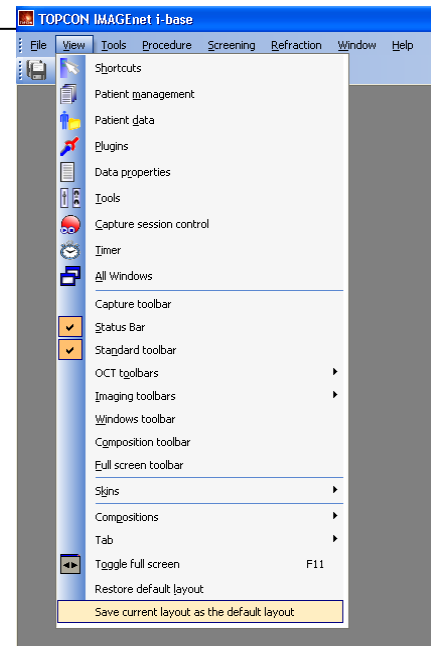 TOPCON IMAGEnet i-base
File View Tools Procedure Screening Refraction Window Help
Shortcuts
Patient management
Patient data
Plugins
Data properties
Tools
Capture session control
Timer
All Windows
Capture toolbar
Status Bar
Standard toolbar
OCT toolbars
Imaging toolbars
Windows toolbar
Composition toolbar
Full screen toolbar
Skins
Compositions
Tab
Toggle full screen F11
Restore default layout
Save current layout as the default layout